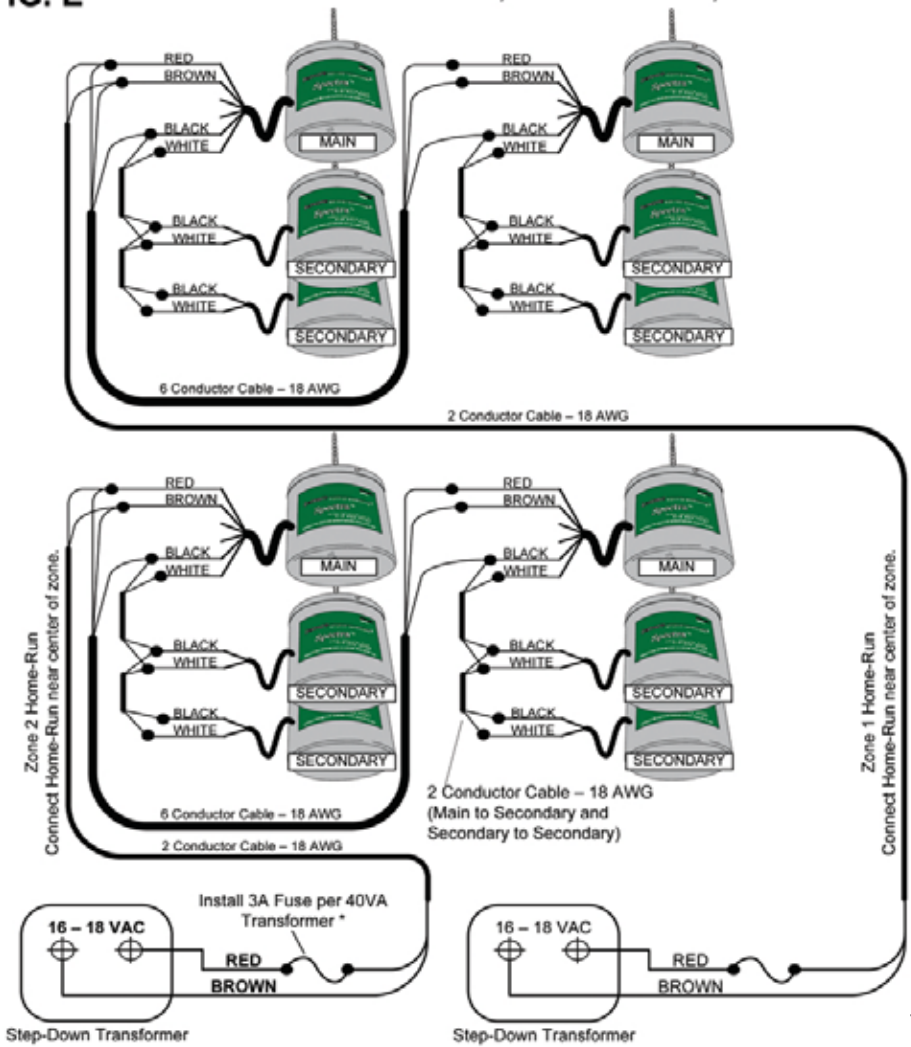 RED
BROWN
BLACK
WHITE
MAIN
BLACK
WHITE
SECONDARY
BLACK
WHITE
SECONDARY
RED
BROWN
BLACK
WHITE
MAIN
BLACK
WHITE
SECONDARY
BLACK
WHITE
SECONDARY
6 Conductor Cable – 18 AWG
2 Conductor Cable – 18 AWG
RED
BROWN
BLACK
WHITE
MAIN
BLACK
WHITE
SECONDARY
BLACK
WHITE
SECONDARY
RED
BROWN
BLACK
WHITE
MAIN
BLACK
WHITE
SECONDARY
BLACK
WHITE
SECONDARY
Zone 2 Home-Run
Connect Home-Run near center of zone.
Zone 1 Home-Run
Connect Home-Run near center of zone.
6 Conductor Cable – 18 AWG
2 Conductor Cable – 18 AWG
2 Conductor Cable – 18 AWG
(Main to Secondary and
Secondary to Secondary)
Install 3A Fuse per 40VA
Transformer *
16 – 18 VAC
RED
BROWN
Step-Down Transformer
16 – 18 VAC
RED
BROWN
Step-Down Transformer